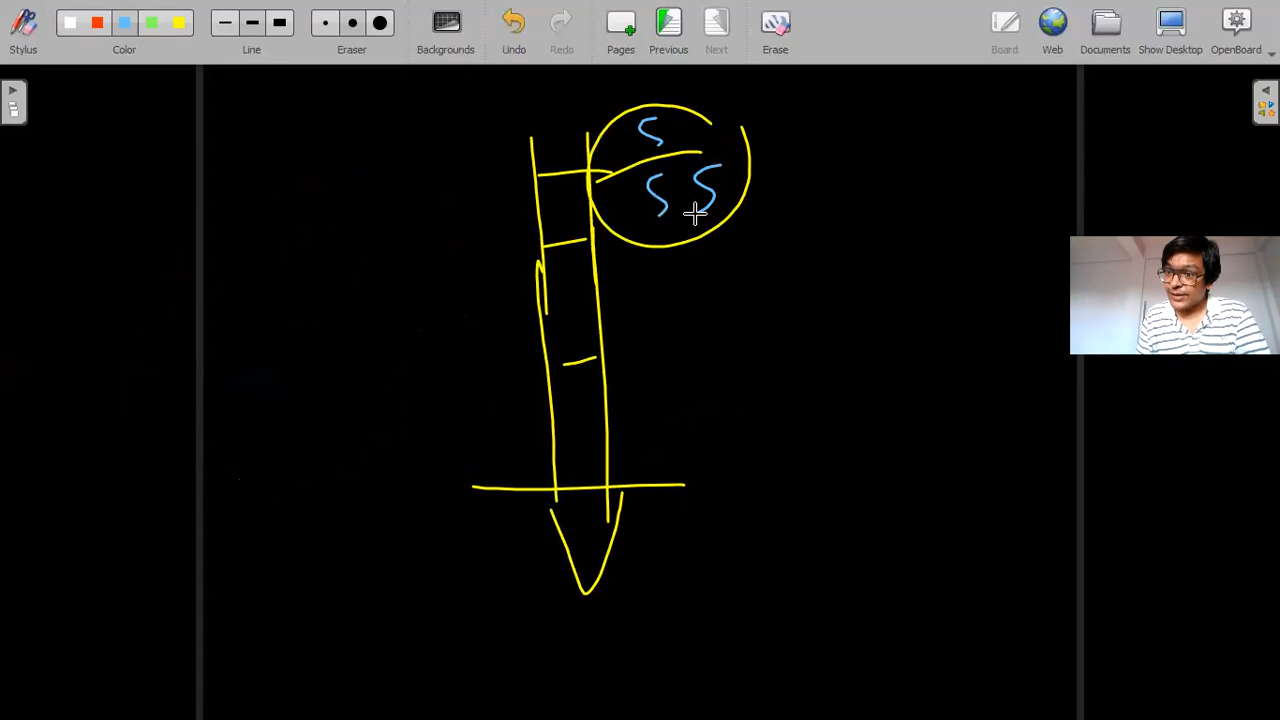 Stylus Color Line Eraser Backgrounds Undo Redo Pages Previous Next Erase Board Web Documents Show Desktop OpenBoard
S
S S